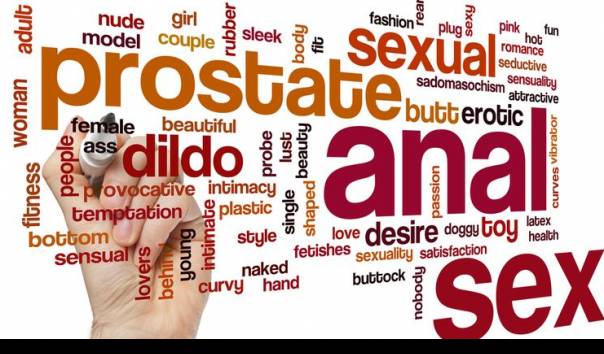 adult
nude
girl
model
couple
rubber
sleek
body
fit
fashion
rear
plug
sexy
pink
hot
fun
romance
sexual
seductive
sensuality
sadomasochism
attractive
prostate
butt
erotic
woman
female
ass
beautiful
people
dildo
probe
lust
beauty
anal
vibrator
curves
fitness
provocative
intimacy
temptation
plastic
single
shaped
passion
bottom
sensual
lovers
behind
young
intimate
style
love
desire
doggy
toy
latex
health
fetishes
sexuality
satisfaction
naked
curvy
hand
buttock
nobody
sex